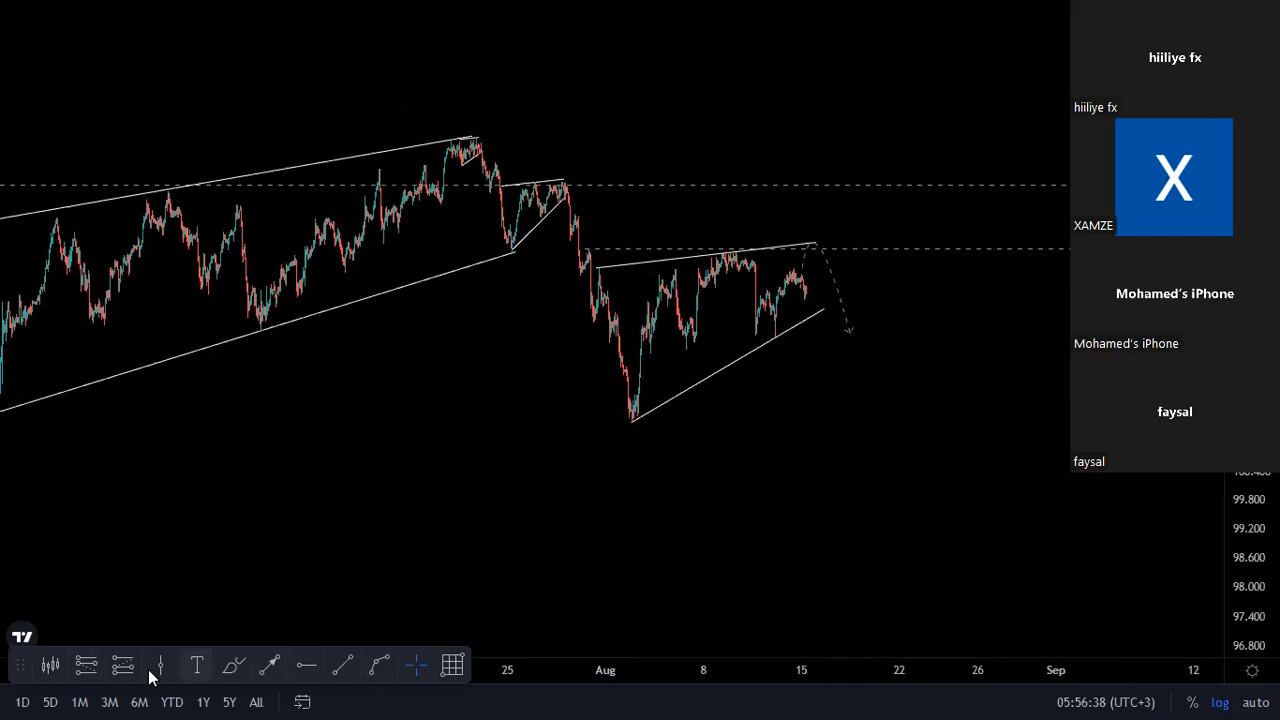 hiiliye fx
hiiliye fx
X
XAMZE
Mohamed's iPhone
Mohamed's iPhone
faysal
faysal
99.800
99.200
98.600
98.000
97.400
96.800
25 Aug 8 15 22 26 Sep 12
1D 5D 1M 3M 6M YTD 1Y 5Y All 05:56:38 (UTC+3) % log auto
T